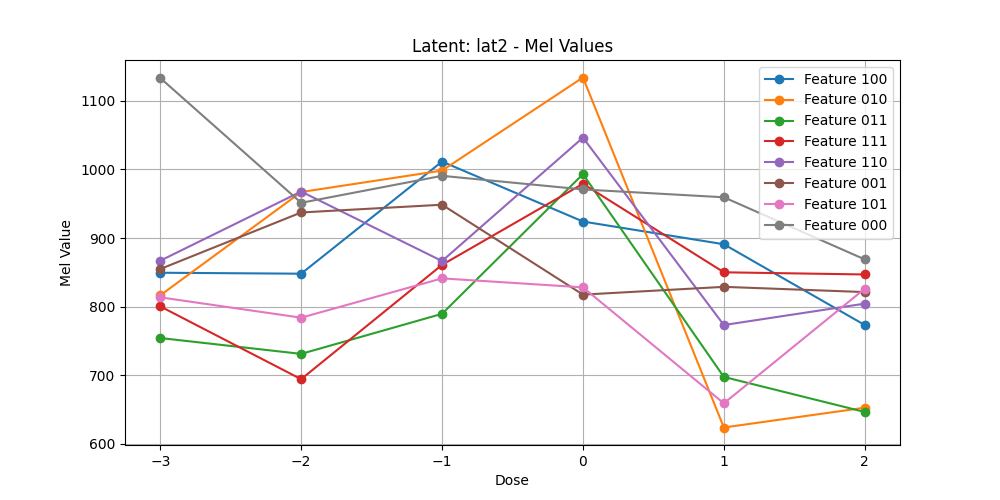 Latent: lat2 - Mel Values
Mel Value
1100
1000
900
800
700
600
−3
−2
−1
0
1
2
Dose
Feature 100
Feature 010
Feature 011
Feature 111
Feature 110
Feature 001
Feature 101
Feature 000